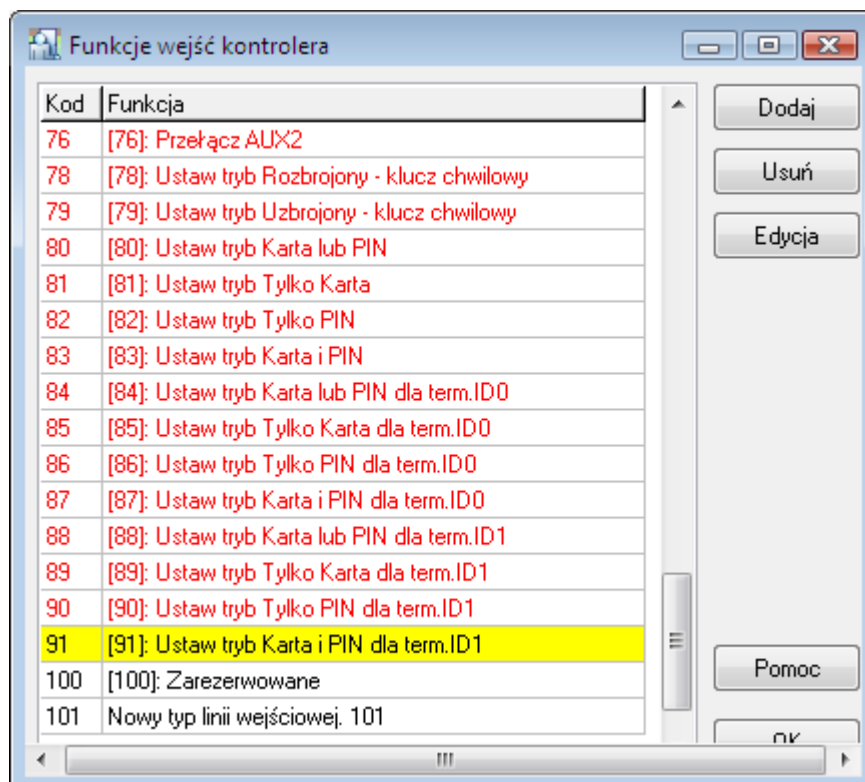 Funkcje wejść kontrolera
Kod Funkcja
76 [76]: Przełącz AUX2
78 [78]: Ustaw tryb Rozbrojony - klucz chwilowy
79 [79]: Ustaw tryb Uzbrojony - klucz chwilowy
80 [80]: Ustaw tryb Karta lub PIN
81 [81]: Ustaw tryb Tylko Karta
82 [82]: Ustaw tryb Tylko PIN
83 [83]: Ustaw tryb Karta i PIN
84 [84]: Ustaw tryb Karta lub PIN dla term.ID0
85 [85]: Ustaw tryb Tylko Karta dla term.ID0
86 [86]: Ustaw tryb Tylko PIN dla term.ID0
87 [87]: Ustaw tryb Karta i PIN dla term.ID0
88 [88]: Ustaw tryb Karta lub PIN dla term.ID1
89 [89]: Ustaw tryb Tylko Karta dla term.ID1
90 [90]: Ustaw tryb Tylko PIN dla term.ID1
91 [91]: Ustaw tryb Karta i PIN dla term.ID1
100 [100]: Zarezerwowane
101 Nowy typ linii wejściowej. 101
Dodaj
Usuń
Edycja
Pomoc
OK